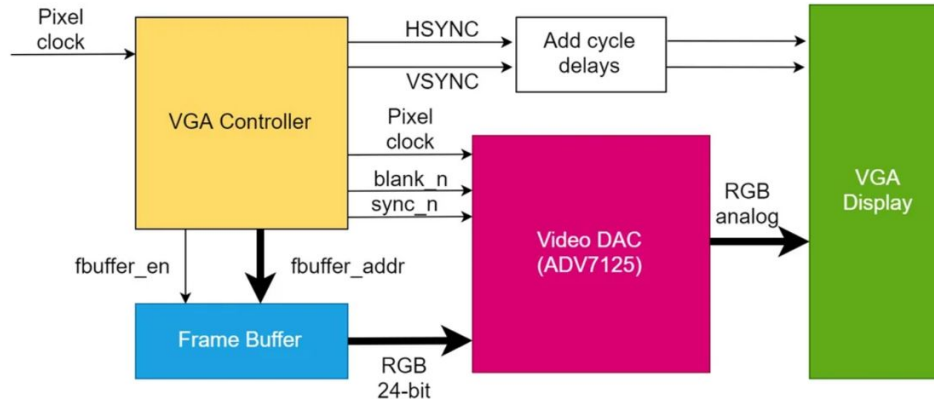 Pixel
clock
VGA Controller
HSYNC
VSYNC
Add cycle
delays
Pixel
clock
blank_n
sync_n
fbuffer_en
fbuffer_addr
Frame Buffer
RGB
24-bit
Video DAC
(ADV7125)
RGB
analog
VGA
Display